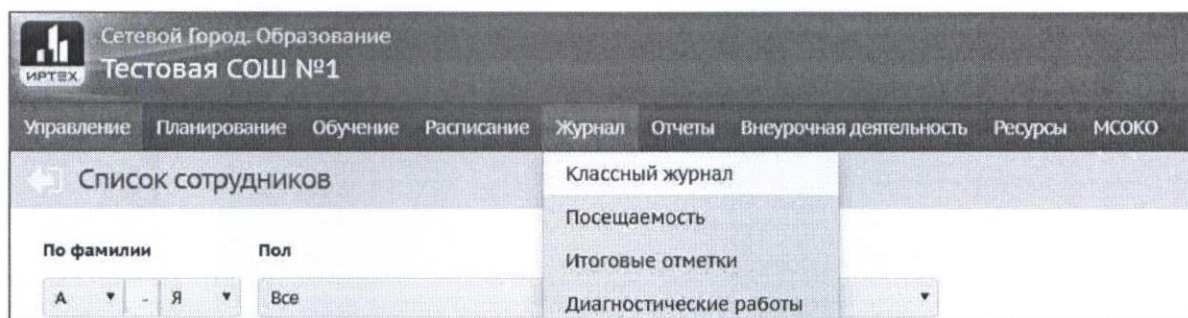 Сетевой Город. Образование
ИРТЕХ Тестовая СОШ №1
Управление Планирование Обучение Расписание Журнал Отчеты Внеурочная деятельность Ресурсы МСОКО
Список сотрудников
Классный журнал
Посещаемость
По фамилии Пол
Итоговые отметки
А - Я Все
Диагностические работы